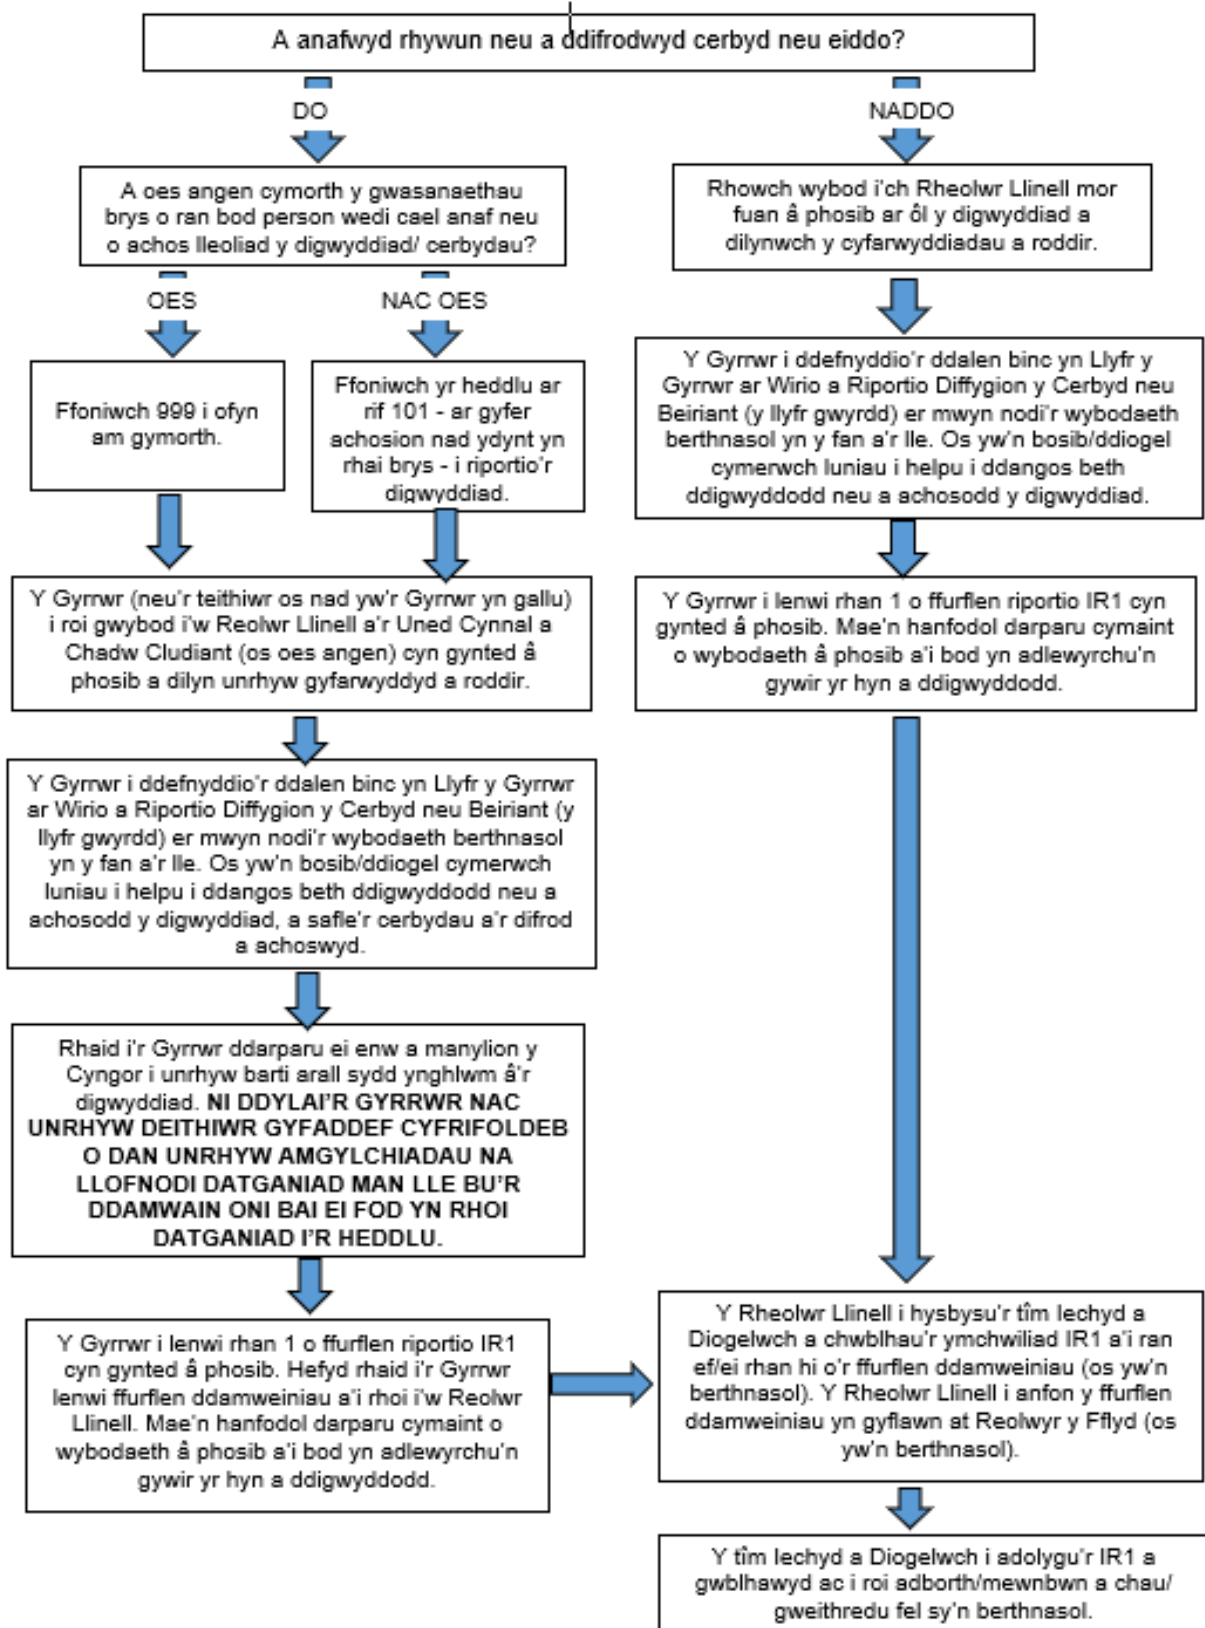 A anafwyd rhywun neu a ddifrodwyd cerbyd neu eiddo?
DO
NADDO
A oes angen cymorth y gwasanaethau
brys o ran bod person wedi cael anaf neu
o achos lleoliad y digwyddiad/ cerbydau?
Rhowch wybod i'ch Rheolwr Llinell mor
fuan â phosib ar ôl y digwyddiad a
dilynwch y cyfarwyddiadau a roddir.
OES
NAC OES
Ffoniwch 999 i ofyn
am gymorth.
Ffoniwch yr heddlu ar
rif 101 - ar gyfer
achosion nad ydynt yn
rhai brys - i riportio'r
digwyddiad.
Y Gyrrwr i ddefnyddio'r ddalen binc yn Llyfr y
Gyrrwr ar Wirio a Riportio Diffygion y Cerbyd neu
Beiriant (y llyfr gwyrdd) er mwyn nodi'r wybodaeth
berthnasol yn y fan a'r lle. Os yw'n bosib/ddiogel
cymerwch luniau i helpu i ddangos beth
ddigwyddodd neu a achosodd y digwyddiad.
Y Gyrrwr (neu'r teithiwr os nad yw'r Gyrrwr yn gallu)
i roi gwybod i'w Reolwr Llinell a'r Uned Cynnal a
Chadw Cludiant (os oes angen) cyn gynted â
phosib a dilyn unrhyw gyfarwyddyd a roddir.
Y Gyrrwr i lenwi rhan 1 o ffurflen riportio IR1 cyn
gynted â phosib. Mae'n hanfodol darparu cymaint
o wybodaeth â phosib a'i bod yn adlewyrchu'n
gywir yr hyn a ddigwyddodd.
Y Gyrrwr i ddefnyddio'r ddalen binc yn Llyfr y Gyrrwr
ar Wirio a Riportio Diffygion y Cerbyd neu Beiriant (y
llyfr gwyrdd) er mwyn nodi'r wybodaeth berthnasol
yn y fan a'r lle. Os yw'n bosib/ddiogel cymerwch
luniau i helpu i ddangos beth ddigwyddodd neu a
achosodd y digwyddiad, a safle'r cerbydau a'r difrod
a achoswyd.
Rhaid i'r Gyrrwr ddarparu ei enw a manylion y
Cyngor i unrhyw barti arall sydd ynghlwm â'r
digwyddiad. NI DDYLAI'R GYRRWR NAC
UNRHYW DEITHIWR GYFADDEF CYFRIFOLDEB
O DAN UNRHYW AMGYLCHIADAU NA
LLOFNODI DATGANIAD MAN LLE BU'R
DDAMWAIN ONI BAI EI FOD YN RHOI
DATGANIAD I'R HEDDLU.
Y Gyrrwr i lenwi rhan 1 o ffurflen riportio IR1
cyn gynted â phosib. Hefyd rhaid i'r Gyrrwr
lenwi ffurflen ddamweiniau a'i rhoi i'w Reolwr
Llinell. Mae'n hanfodol darparu cymaint o
wybodaeth â phosib a'i bod yn adlewyrchu'n
gywir yr hyn a ddigwyddodd.
Y Rheolwr Llinell i hysbysu'r tîm Iechyd a
Diogelwch a chwblhau'r ymchwiliad IR1 a'i ran
ef/ei rhan hi o'r ffurflen ddamweiniau (os yw'n
berthnasol). Y Rheolwr Llinell i anfon y ffurflen
ddamweiniau yn gyflawn at Reolwyr y Fflyd (os
yw'n berthnasol).
Y tîm Iechyd a Diogelwch i adolygu'r IR1 a
gwblhawyd ac i roi adborth/mewnbwn a chau/
gweithredu fel sy'n berthnasol.